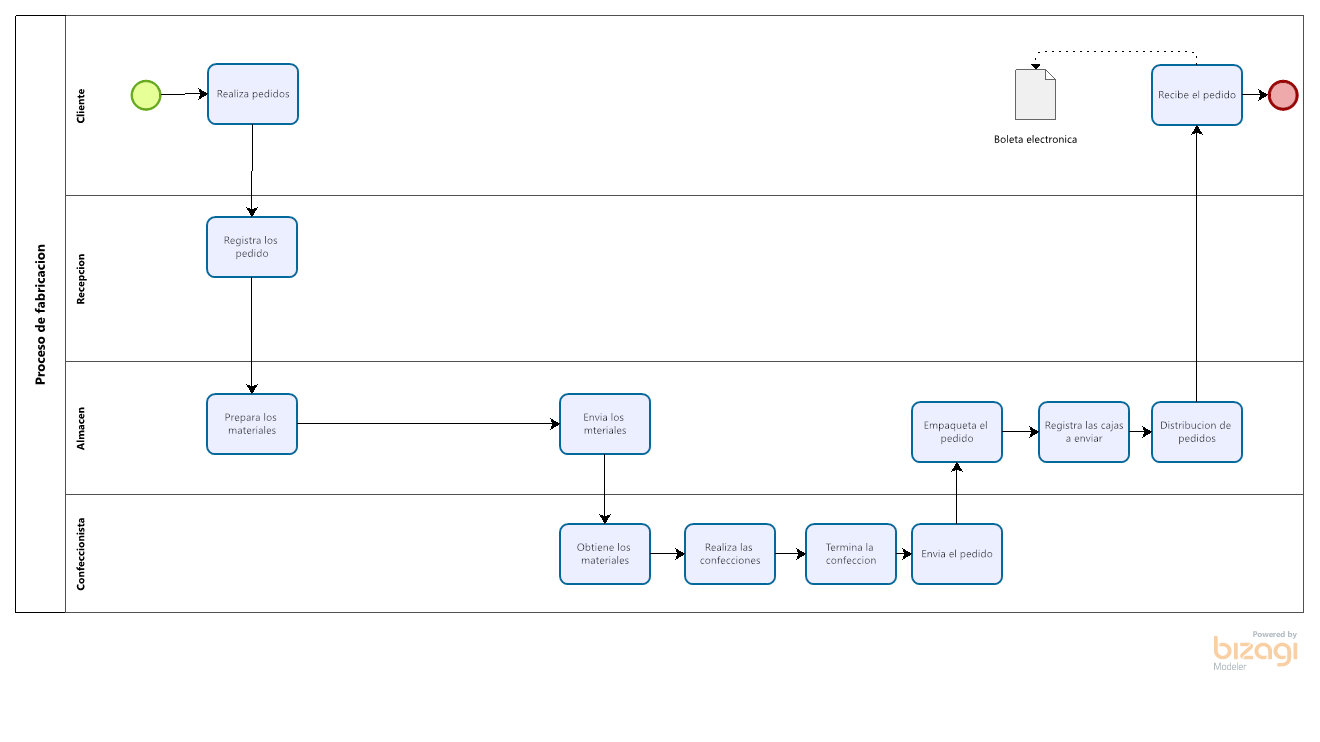 Proceso de fabricacion
Cliente
Realiza pedidos
Boleta electronica
Recibe el pedido
Recepcion
Registra los
pedido
Almacen
Prepara los
materiales
Envia los
mteriales
Empaqueta el
pedido
Registra las cajas
a enviar
Distribucion de
pedidos
Confeccionista
Obtiene los
materiales
Realiza las
confecciones
Termina la
confeccion
Envia el pedido
Powered by
bizagi
Modeler